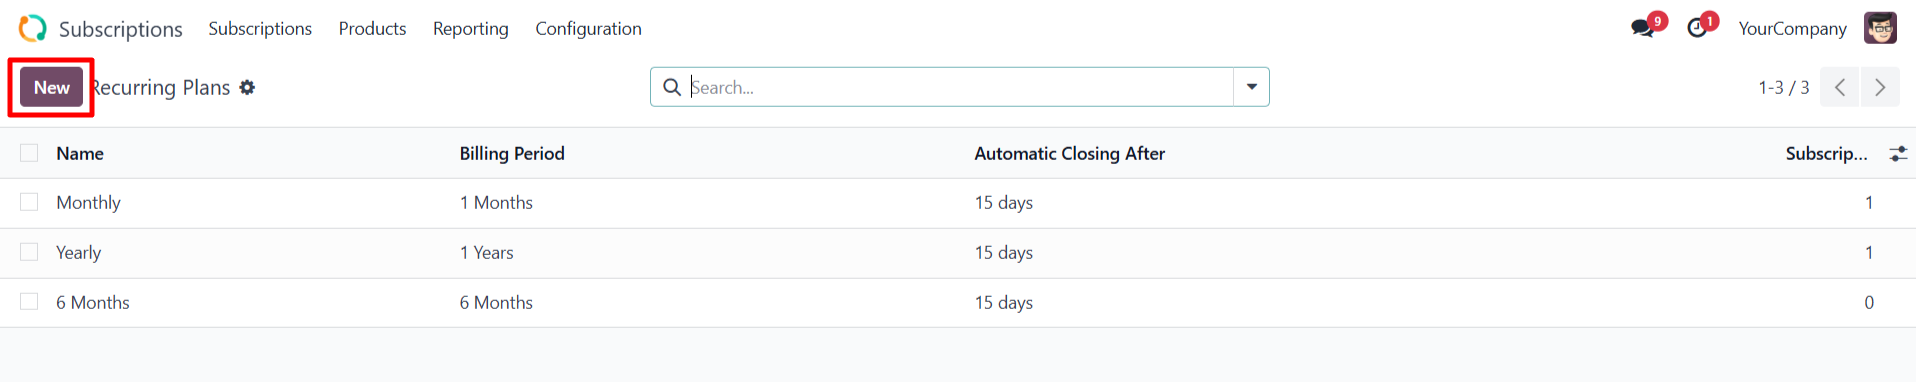 Subscriptions Subscriptions Products Reporting Configuration 9 1 YourCompany
New Recurring Plans Search... 1-3 / 3
Name Billing Period Automatic Closing After Subscrip...
Monthly 1 Months 15 days 1
Yearly 1 Years 15 days 1
6 Months 6 Months 15 days 0